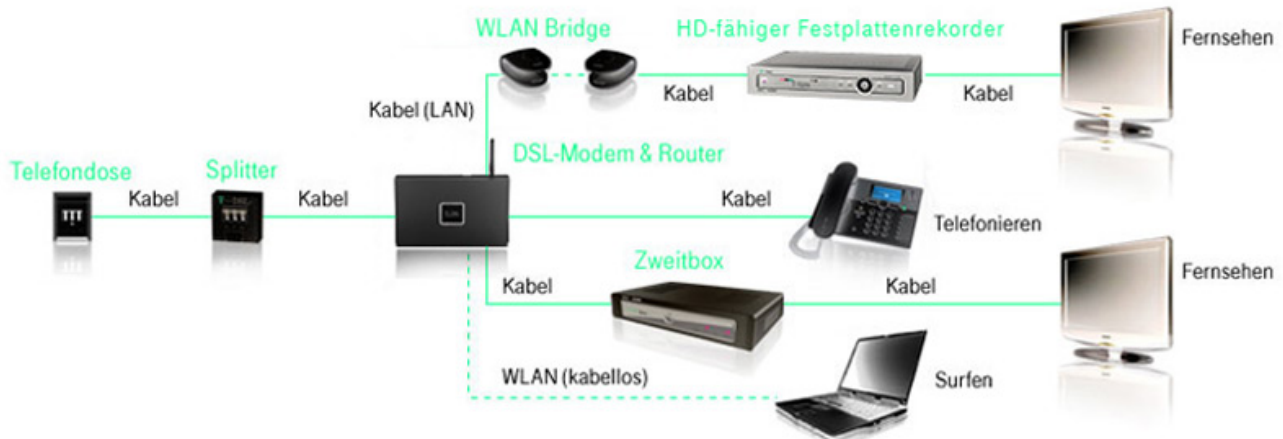 WLAN Bridge
HD-fähiger Festplattenrekorder
Fernsehen
Kabel
Kabel
Kabel (LAN)
DSL-Modem & Router
Telefondose
Splitter
Kabel
Kabel
Kabel
Telefonieren
Zweitbox
Fernsehen
Kabel
Kabel
WLAN (kabellos)
Surfen